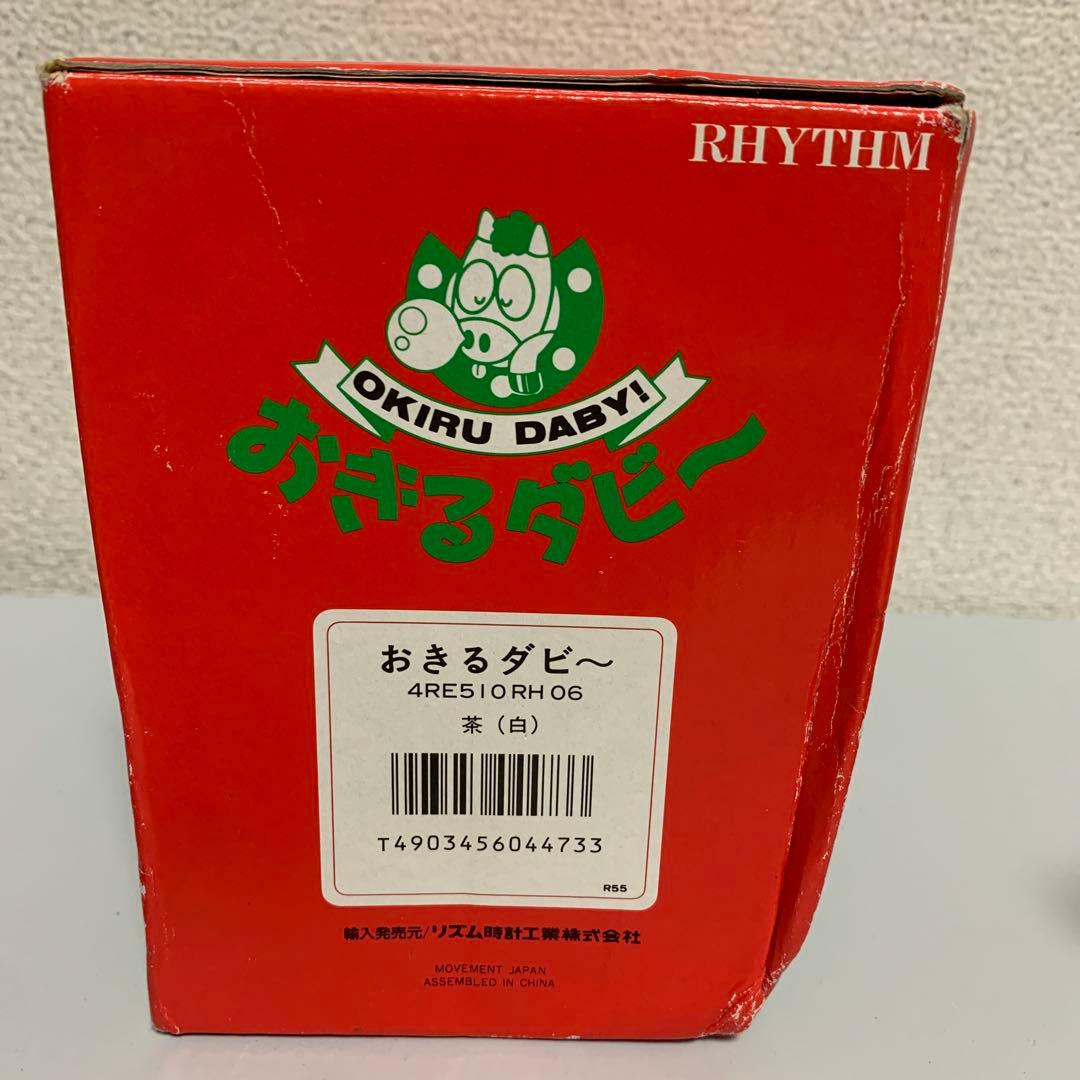 RHYTHM
OKIRU DABY!
おきるダビ〜
おきるダビ〜
4RE510RH06
茶（白）
T4903456044733
R55
輸入発売元/リズム時計工業株式会社
MOVEMENT JAPAN
ASSEMBLED IN CHINA